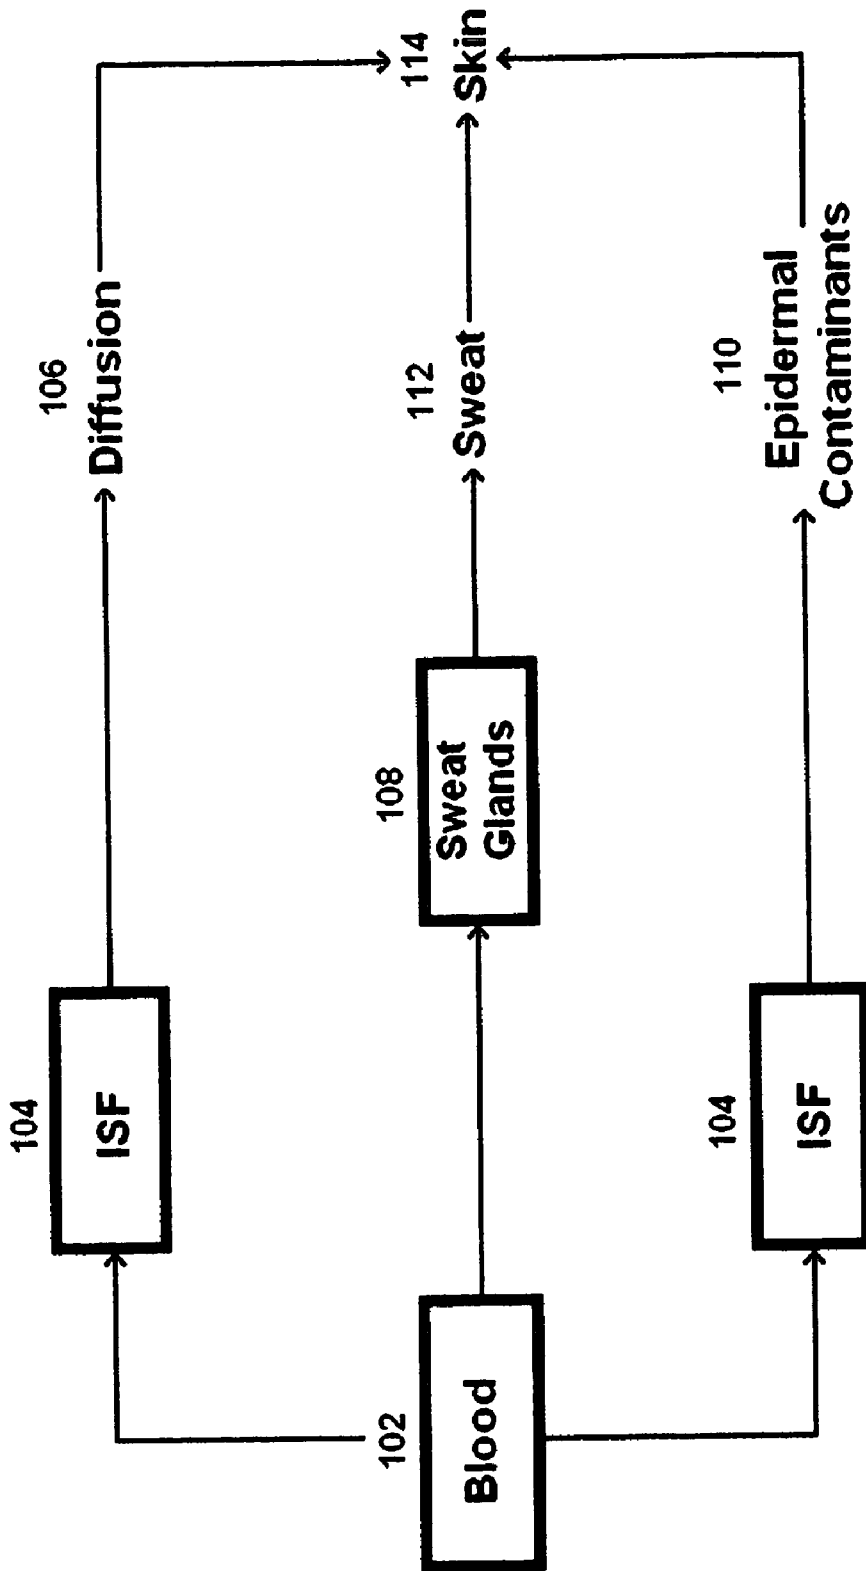 104
ISF
106
Diffusion
102
Blood
108
Sweat
Glands
112
Sweat
114
Skin
104
ISF
110
Epidermal
Contaminants